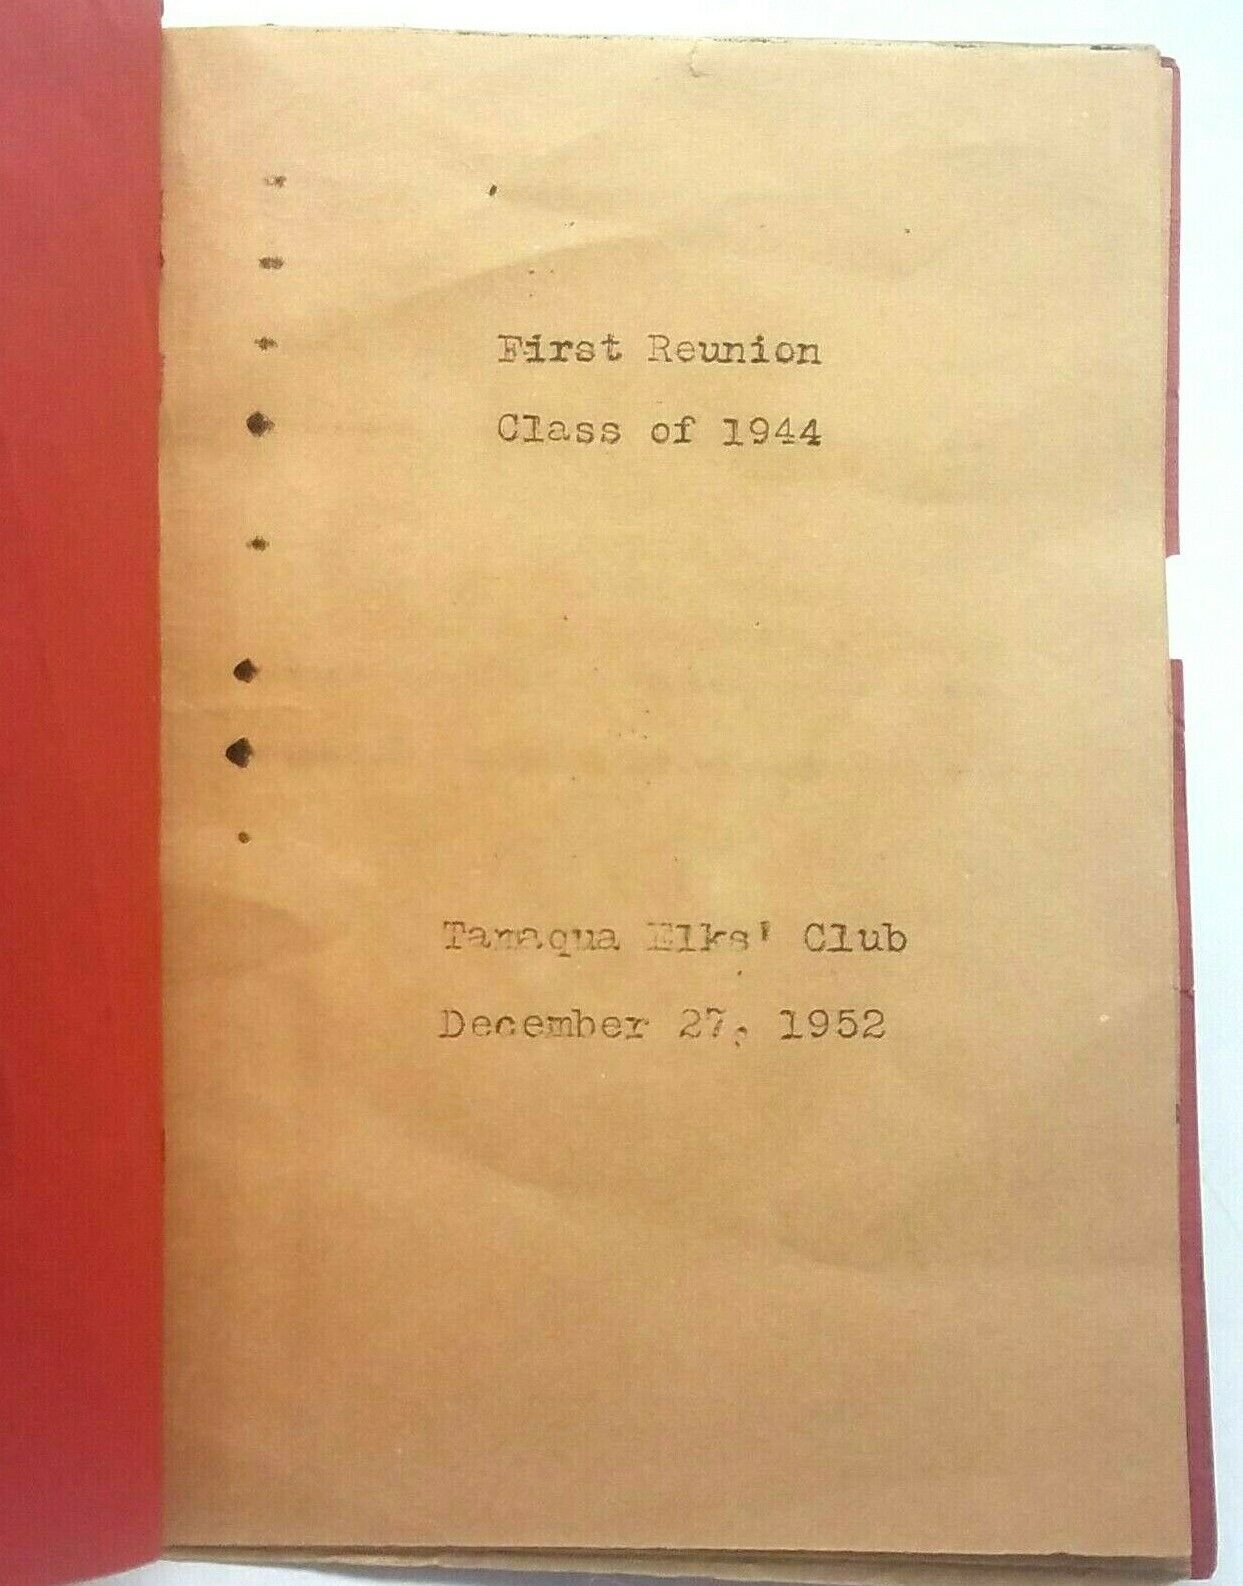 First Reunion
Class of 1944
Tamaqua Elks' Club
December 27, 1952